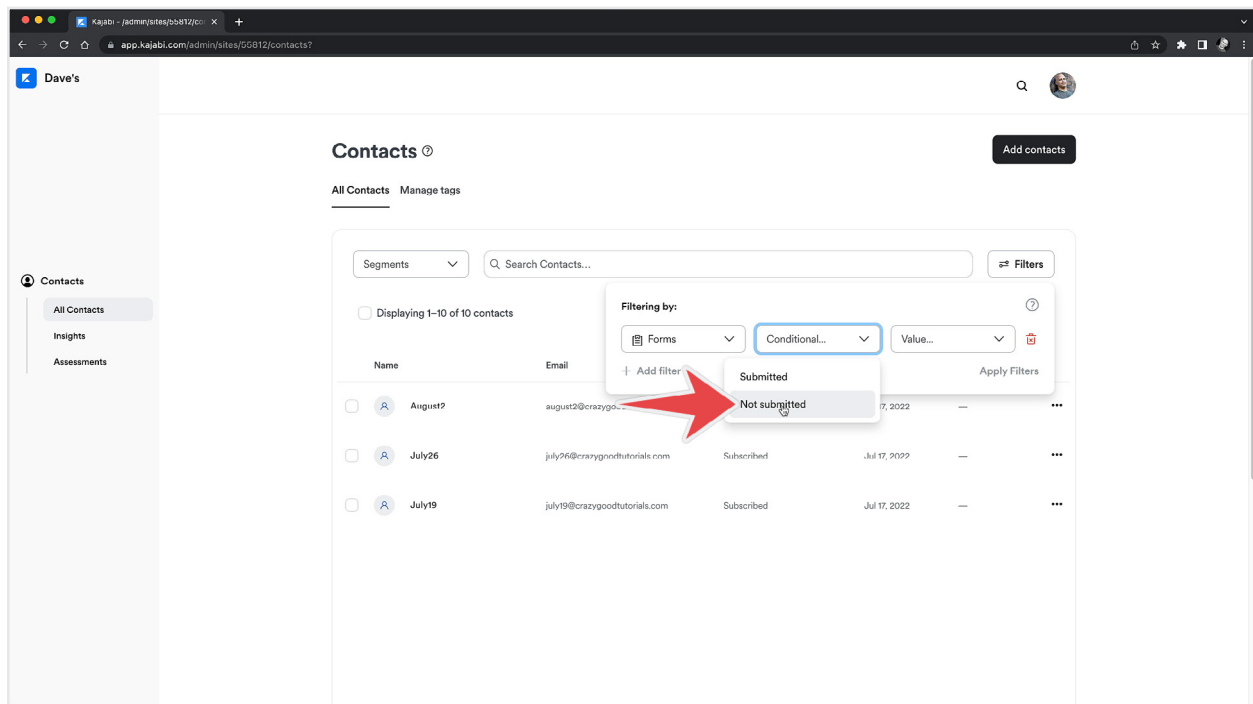 Kajabi - /admin/sites/55812/co
app.kajabi.com/admin/sites/55812/contacts?
Dave's
Contacts
Add contacts
All Contacts Manage tags
Segments Search Contacts... Filters
Contacts
All Contacts
Insights
Assessments
Displaying 1–10 of 10 contacts
Filtering by:
Forms Conditional... Value...
+ Add filter Apply Filters
Submitted
Not submitted
Name Email
August2 august2@crazygo 7, 2022 —
July26 july26@crazygoodtutorials.com Subscribed Jul 17, 2022 —
July19 july19@crazygoodtutorials.com Subscribed Jul 17, 2022 —